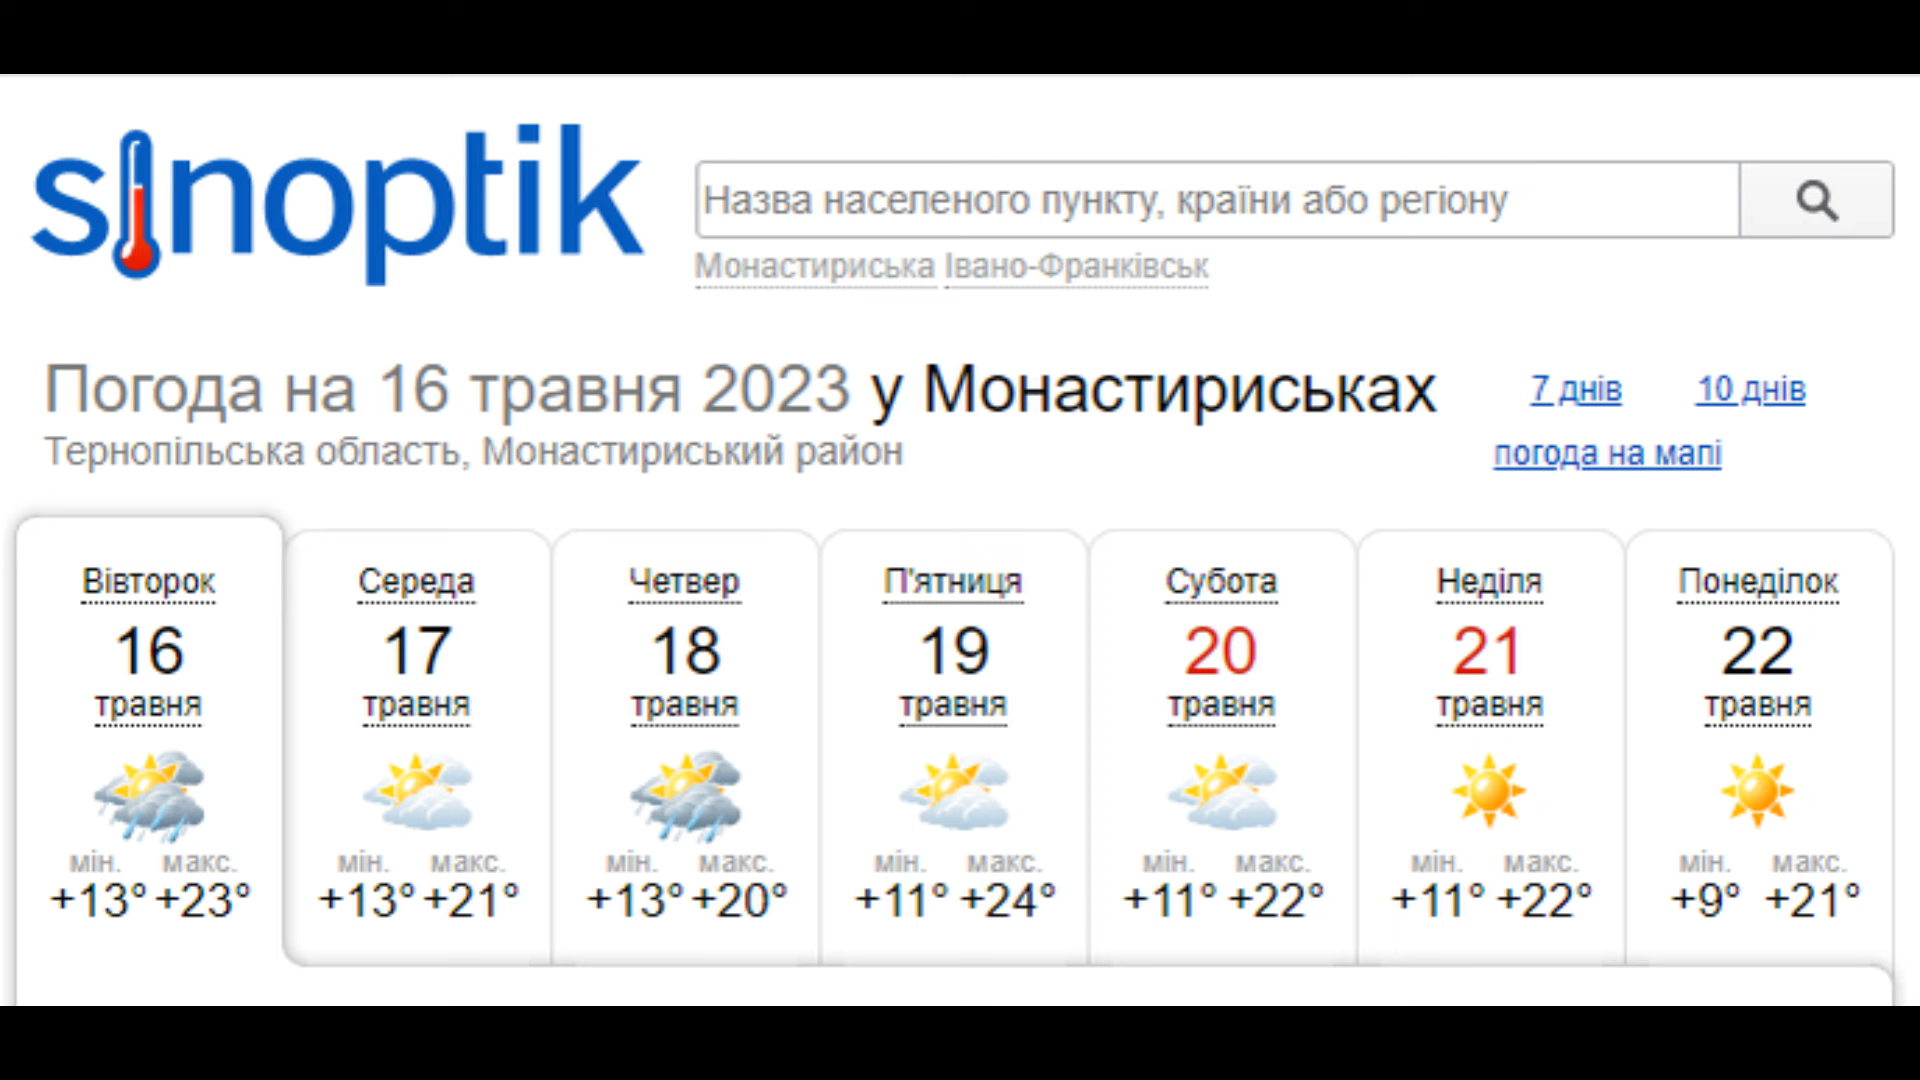 sinoptik
Назва населеного пункту, країни або регіону
Монастириська Івано-Франківськ
Погода на 16 травня 2023 у Монастириськах
7 днів 10 днів
Тернопільська область, Монастириський район
погода на мапі
Вівторок
16
травня
мін. макс.
+13° +23°
Середа
17
травня
мін. макс.
+13° +21°
Четвер
18
травня
мін. макс.
+13° +20°
П'ятниця
19
травня
мін. макс.
+11° +24°
Субота
20
травня
мін. макс.
+11° +22°
Неділя
21
травня
мін. макс.
+11° +22°
Понеділок
22
травня
мін. макс.
+9° +21°